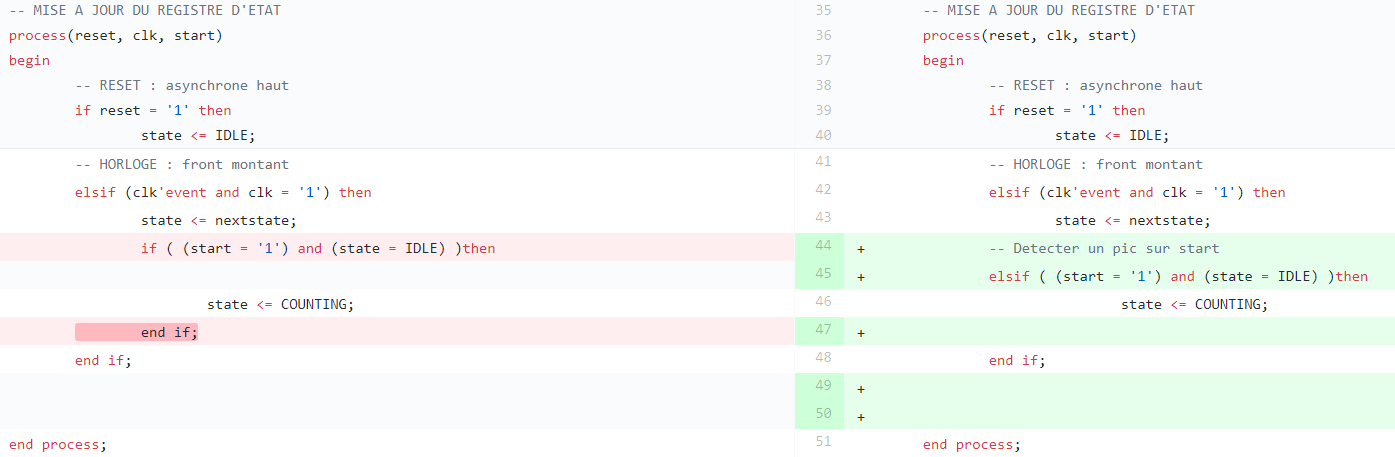 -- MISE A JOUR DU REGISTRE D'ETAT
process(reset, clk, start)
begin
-- RESET : asynchrone haut
if reset = '1' then
state <= IDLE;
-- HORLOGE : front montant
elsif (clk'event and clk = '1') then
state <= nextstate;
if ( (start = '1') and (state = IDLE) )then
state <= COUNTING;
end if;
end if;
end process;
35 -- MISE A JOUR DU REGISTRE D'ETAT
36 process(reset, clk, start)
37 begin
38 -- RESET : asynchrone haut
39 if reset = '1' then
40 state <= IDLE;
41 -- HORLOGE : front montant
42 elsif (clk'event and clk = '1') then
43 state <= nextstate;
44 + -- Detecter un pic sur start
45 + elsif ( (start = '1') and (state = IDLE) )then
46 state <= COUNTING;
47 +
48 end if;
49 +
50 +
51 end process;